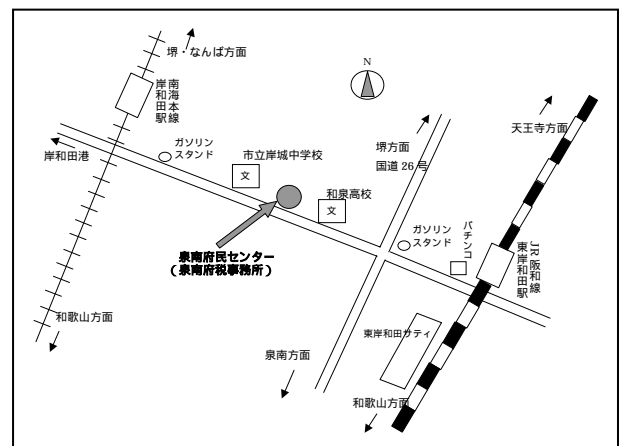 堺・なんば方面
南海本線
岸和田駅
N
天王寺方面
ガソリン
スタンド
市立岸城中学校
堺方面
国道26号
岸和田港
文
和泉高校
文
ガソリン
スタンド
パチンコ
JR阪和線
東岸和田駅
泉南府民センター
(泉南府税事務所)
和歌山方面
東岸和田サティ
泉南方面
和歌山方面